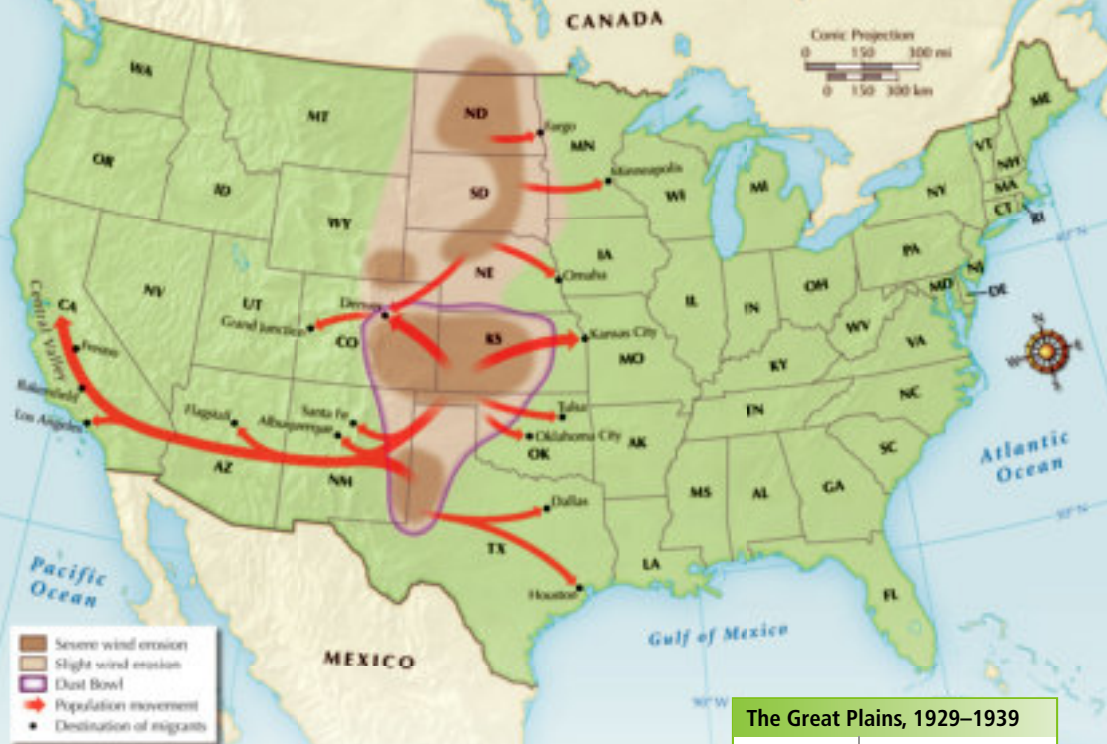 CANADA
Conic Projection
0 150 300 mi
0 150 300 km
WA
MT
ND
Fargo
MN
ME
VT
NH
OR
ID
SD
Minneapolis
WI
MI
NY
MA
CT
RI
WY
40°N
IA
PA
NJ
NE
Omaha
OH
MD
DE
NV
UT
Denver
IL
IN
CA
Central Valley
Grand Junction
CO
KS
Kansas City
MO
WV
VA
Fresno
KY
Bakersfield
NC
Los Angeles
Flagstaff
Santa Fe
Albuquerque
Tulsa
Oklahoma City
OK
AK
TN
SC
AZ
NM
MS
AL
GA
Atlantic
Ocean
Dallas
30°N
TX
LA
Pacific
Ocean
Houston
FL
Gulf of Mexico
MEXICO
90°W
N
W
E
S
Severe wind erosion
Slight wind erosion
Dust Bowl
Population movement
Destination of migrants
The Great Plains, 1929–1939